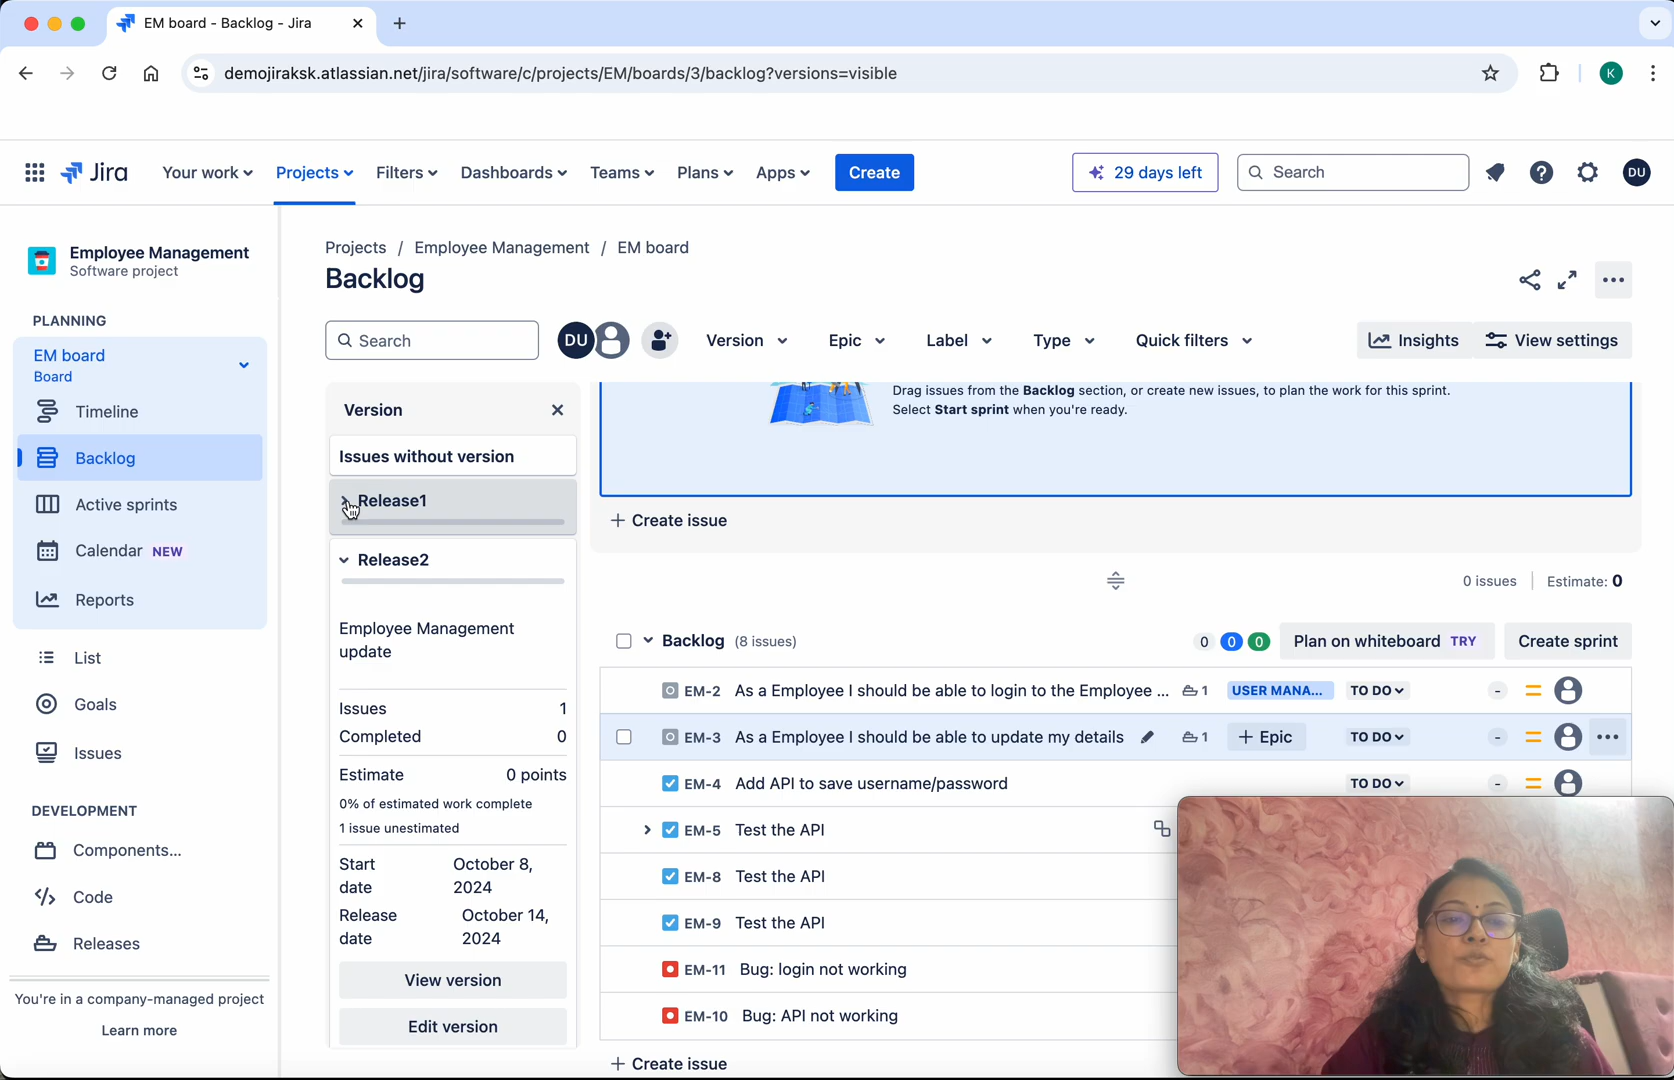 EM board - Backlog - Jira
demojiraksk.atlassian.net/jira/software/c/projects/EM/boards/3/backlog?versions=visible
K
Jira
Your work
Projects
Filters
Dashboards
Teams
Plans
Apps
Create
29 days left
Search
DU
Employee Management
Software project
PLANNING
EM board
Board
Timeline
Backlog
Active sprints
Calendar NEW
Reports
List
Goals
Issues
DEVELOPMENT
Components...
Code
Releases
You're in a company-managed project
Learn more
Projects / Employee Management / EM board
Backlog
Search
DU
Version
Epic
Label
Type
Quick filters
Insights
View settings
Version
Issues without version
Release1
Release2
Employee Management
update
Issues 1
Completed 0
Estimate 0 points
0% of estimated work complete
1 issue unestimated
Start date October 8, 2024
Release date October 14, 2024
View version
Edit version
Drag issues from the Backlog section, or create new issues, to plan the work for this sprint.
Select Start sprint when you're ready.
+ Create issue
0 issues Estimate: 0
Backlog (8 issues) 0 0 0 Plan on whiteboard TRY Create sprint
EM-2 As a Employee I should be able to login to the Employee ... 1 USER MANA... TO DO -
EM-3 As a Employee I should be able to update my details 1 + Epic TO DO -
EM-4 Add API to save username/password TO DO -
EM-5 Test the API
EM-8 Test the API
EM-9 Test the API
EM-11 Bug: login not working
EM-10 Bug: API not working
+ Create issue